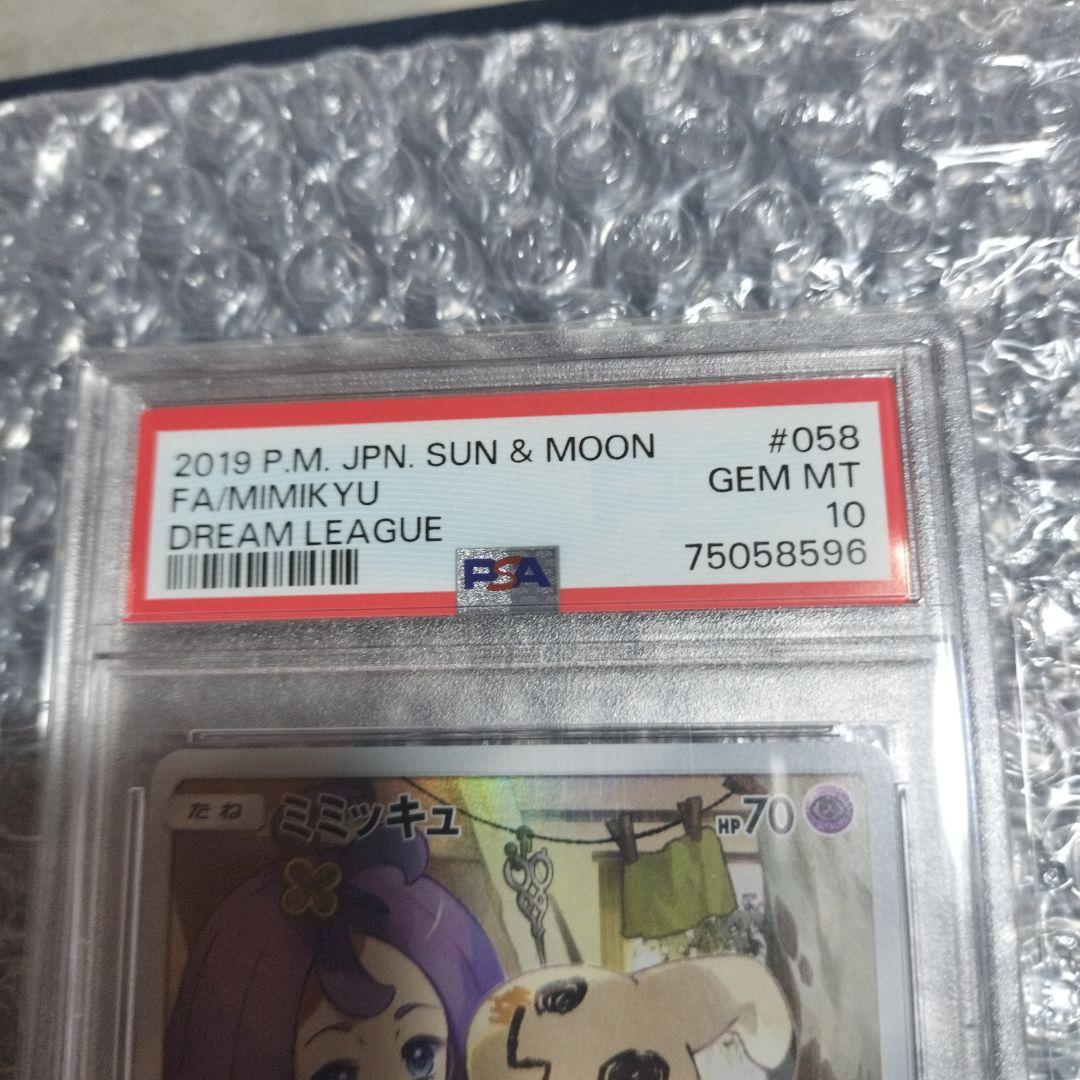 2019 P.M. JPN. SUN & MOON #058
FA/MIMIKYU GEM MT
DREAM LEAGUE 10
75058596
PSA
たね ミミッキュ HP70